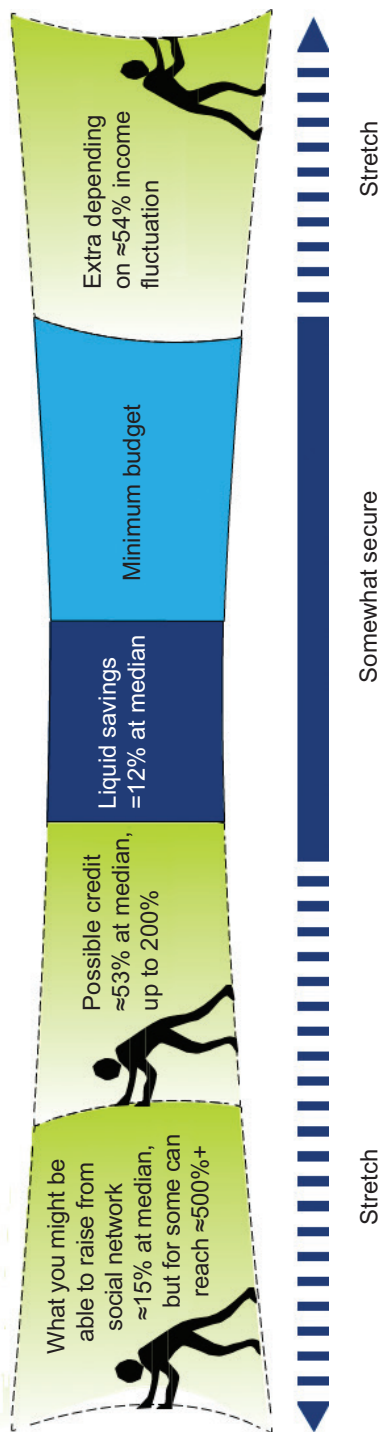 What you might be
able to raise from
social network
≈15% at median,
but for some can
reach ≈500%+
Possible credit
≈53% at median,
up to 200%
Liquid savings
=12% at median
Minimum budget
Extra depending
on ≈54% income
fluctuation
Stretch
Somewhat secure
Stretch